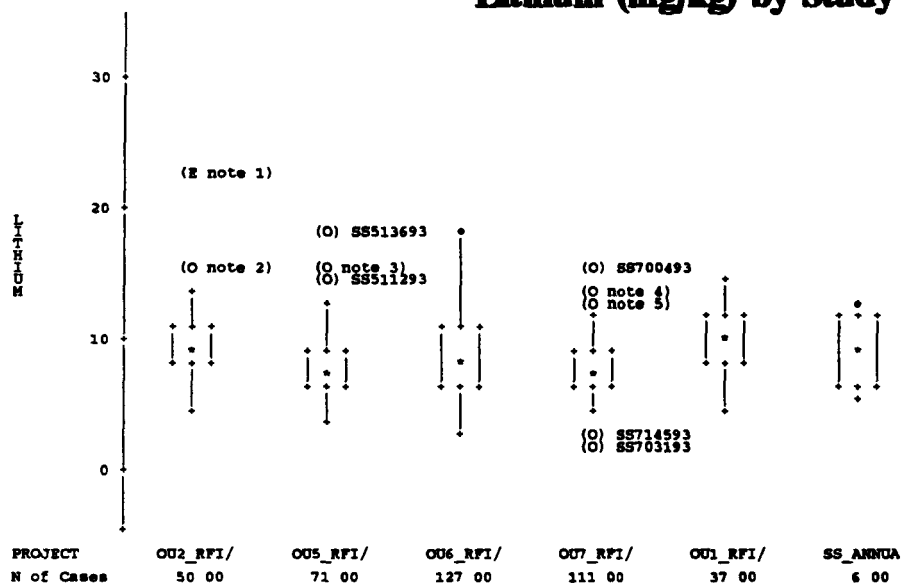 Lithium (mg/kg) by Study
30
(E note 1)
20
LITHIUM
(O) SS513693
(O note 2)
(O note 3)
(O) SS700493
(O) SS511293
(O note 4)
(O note 5)
10
(O) SS714593
(O) SS703193
0
PROJECT OU2_RFI/ OU5_RFI/ OU6_RFI/ OU7_RFI/ OU1_RFI/ SS_ANNUA
N of Cases 50 00 71 00 127 00 111 00 37 00 6 00